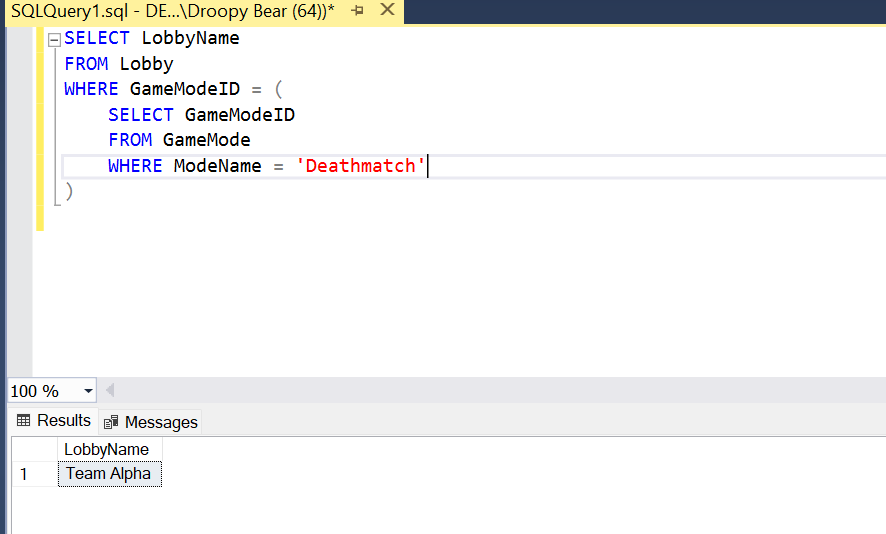 SQLQuery1.sql - DE...\Droopy Bear (64))*
SELECT LobbyName
FROM Lobby
WHERE GameModeID = (
SELECT GameModeID
FROM GameMode
WHERE ModeName = 'Deathmatch'
)
100 %
Results Messages
LobbyName
1 Team Alpha